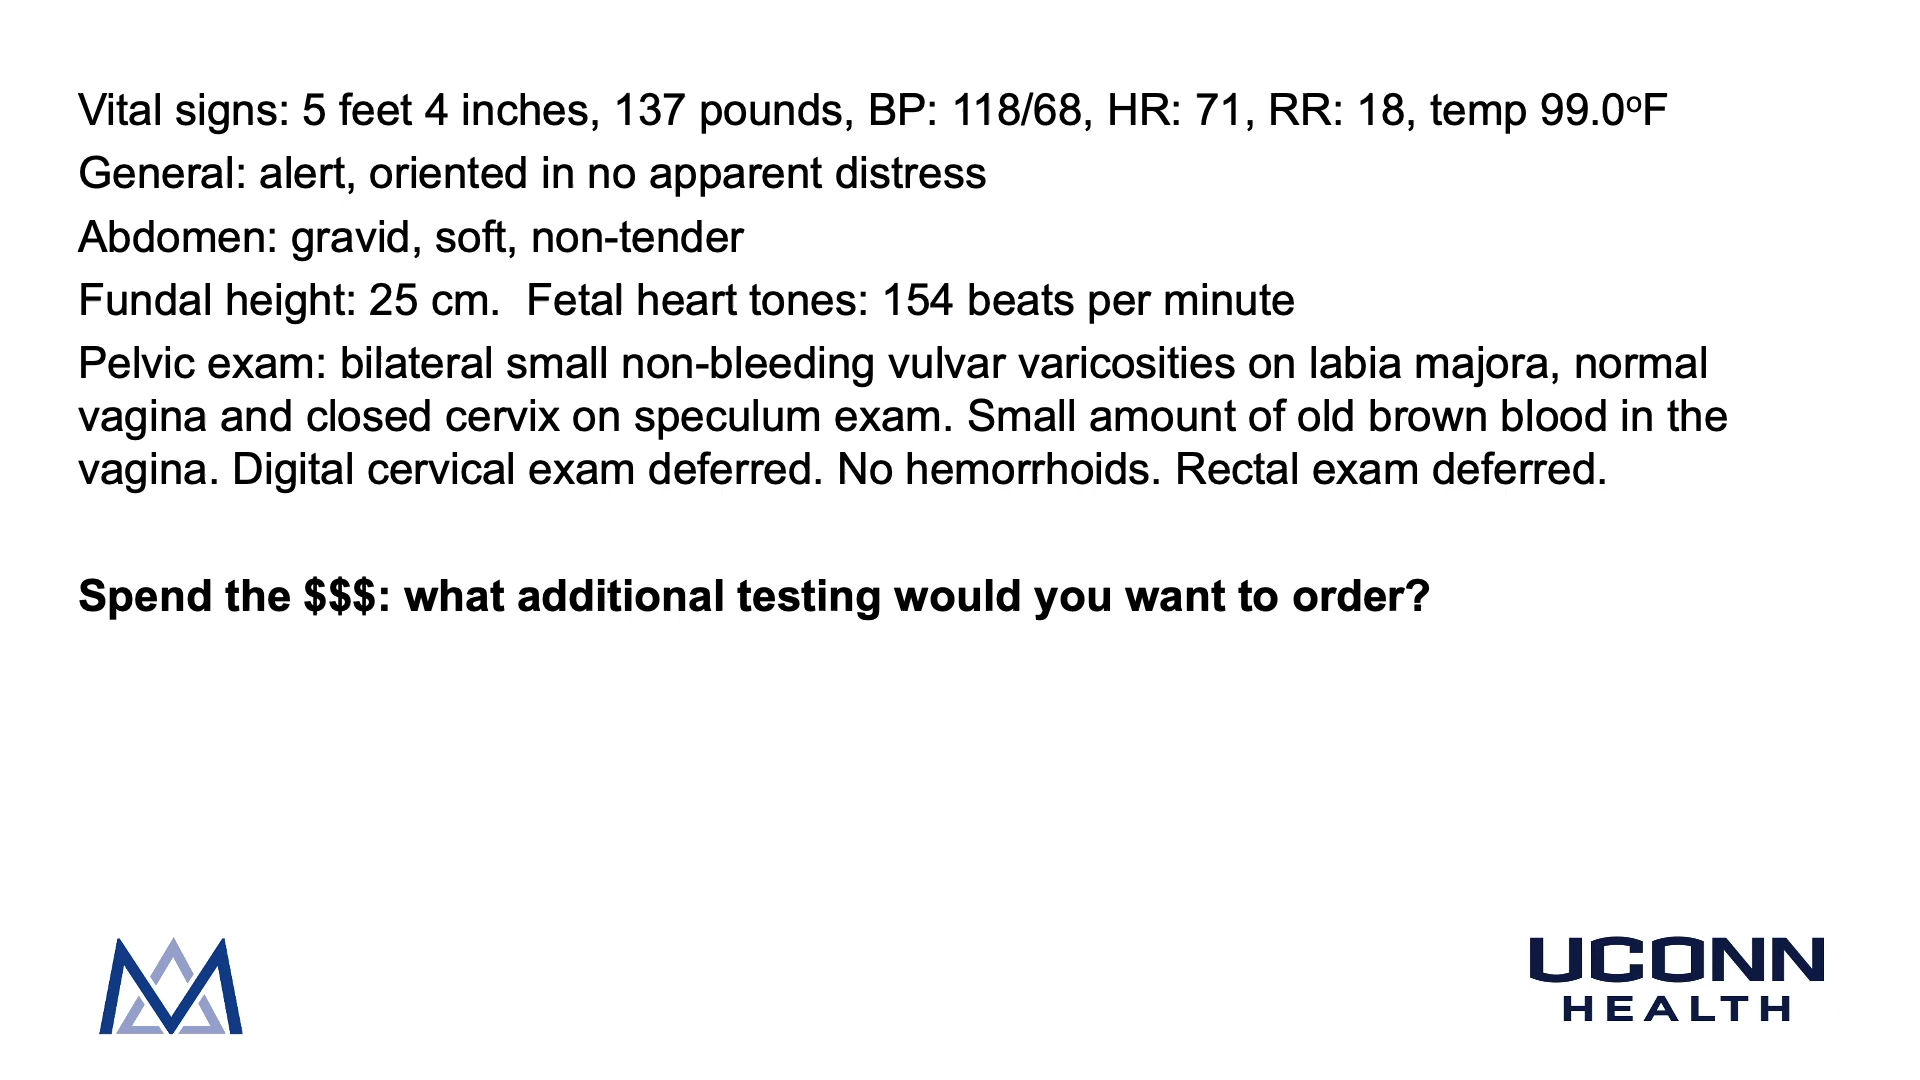 Vital signs: 5 feet 4 inches, 137 pounds, BP: 118/68, HR: 71, RR: 18, temp 99.0ºF
General: alert, oriented in no apparent distress
Abdomen: gravid, soft, non-tender
Fundal height: 25 cm.  Fetal heart tones: 154 beats per minute
Pelvic exam: bilateral small non-bleeding vulvar varicosities on labia majora, normal
vagina and closed cervix on speculum exam. Small amount of old brown blood in the
vagina. Digital cervical exam deferred. No hemorrhoids. Rectal exam deferred.
Spend the $$$: what additional testing would you want to order?
UCONN
HEALTH